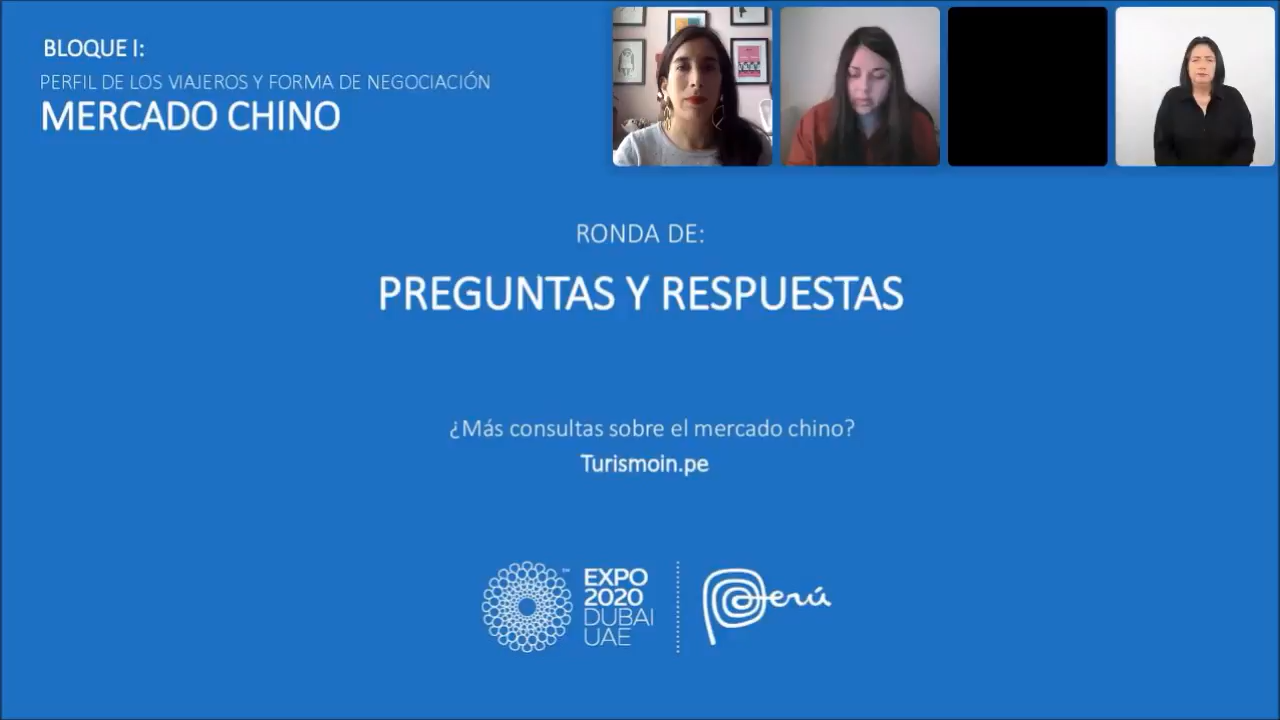 BLOQUE I:
PERFIL DE LOS VIAJEROS Y FORMA DE NEGOCIACIÓN
MERCADO CHINO
RONDA DE:
PREGUNTAS Y RESPUESTAS
¿Más consultas sobre el mercado chino?
Turismoin.pe
EXPO
2020
DUBAI
UAE
Perú